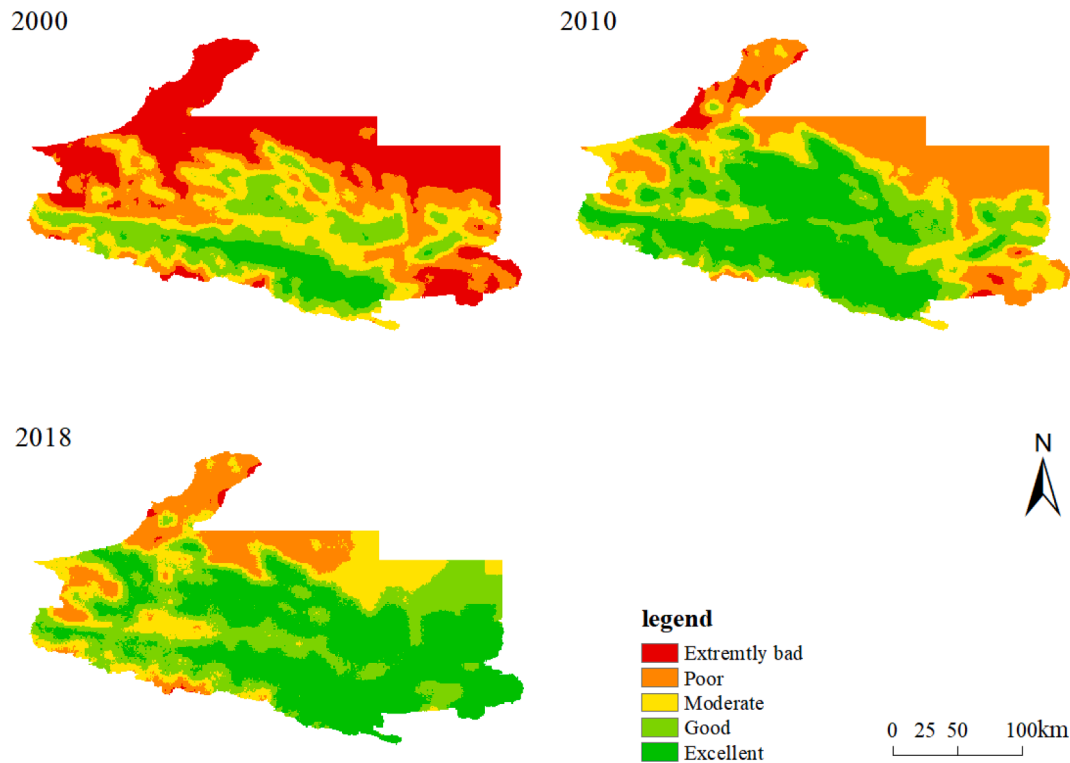 2000
2010
2018
N
legend
Extremtly bad
Poor
Moderate
Good
Excellent
0 25 50 100km